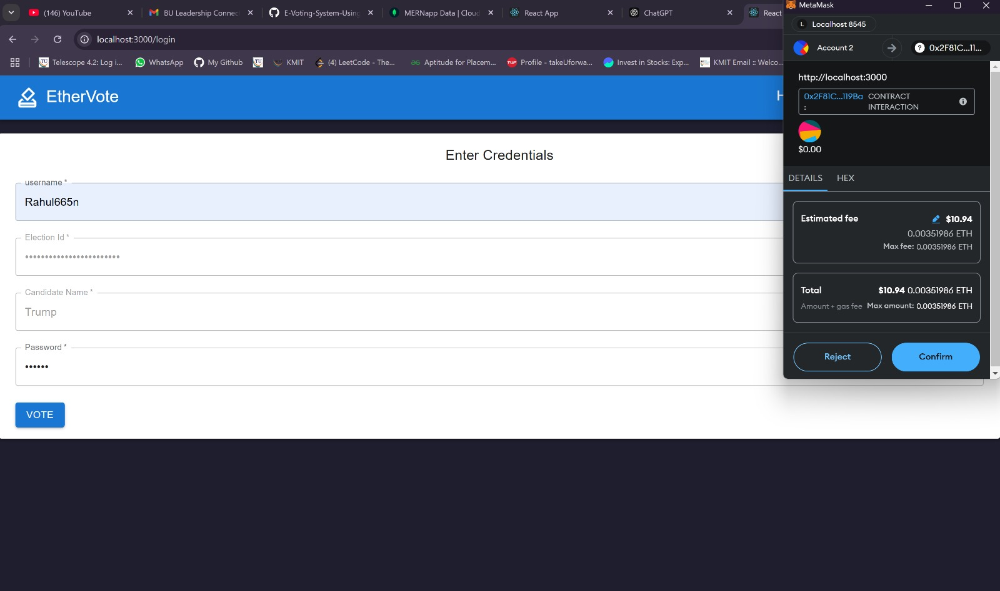 (146) YouTube
BU Leadership Connec
E-Voting-System-Using
MERNapp Data | Cloud
React App
ChatGPT
React
localhost:3000/login
Telescope 4.2: Log i...
WhatsApp
My Github
KMIT
(4) LeetCode - The...
Aptitude for Placem...
Profile - takeUforwa...
Invest in Stocks: Exp...
KMIT Email :: Welco...
EtherVote
H
Enter Credentials
username *
Rahul665n
Election Id *
••••••••••••••••••••••••
Candidate Name *
Trump
Password *
••••••
VOTE
MetaMask
L Localhost 8545
Account 2
0x2F81C...11...
http://localhost:3000
0x2F81C...119Ba CONTRACT
: INTERACTION
$0.00
DETAILS HEX
Estimated fee $10.94
0.00351986 ETH
Max fee: 0.00351986 ETH
Total $10.94 0.00351986 ETH
Amount + gas fee Max amount: 0.00351986 ETH
Reject Confirm